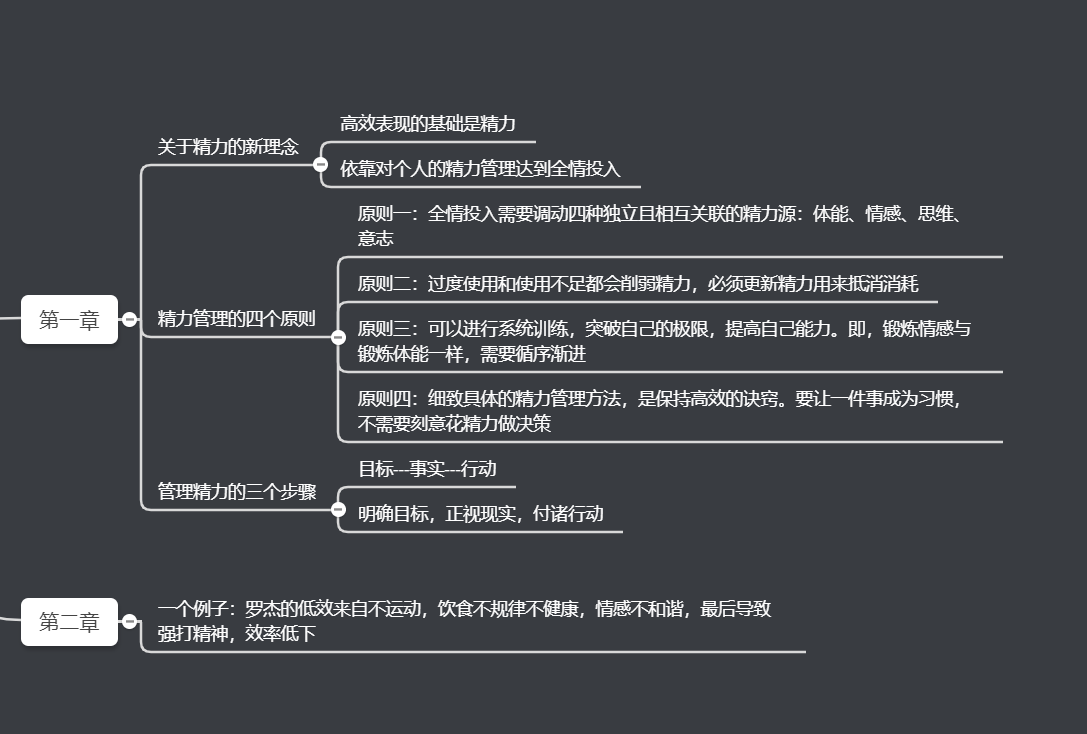 第一章
关于精力的新理念
高效表现的基础是精力
依靠对个人的精力管理达到全情投入
精力管理的四个原则
原则一：全情投入需要调动四种独立且相互关联的精力源：体能、情感、思维、
意志
原则二：过度使用和使用不足都会削弱精力，必须更新精力用来抵消消耗
原则三：可以进行系统训练，突破自己的极限，提高自己能力。即，锻炼情感与
锻炼体能一样，需要循序渐进
原则四：细致具体的精力管理方法，是保持高效的诀窍。要让一件事成为习惯，
不需要刻意花精力做决策
管理精力的三个步骤
目标---事实---行动
明确目标，正视现实，付诸行动
第二章
一个例子：罗杰的低效来自不运动，饮食不规律不健康，情感不和谐，最后导致
强打精神，效率低下